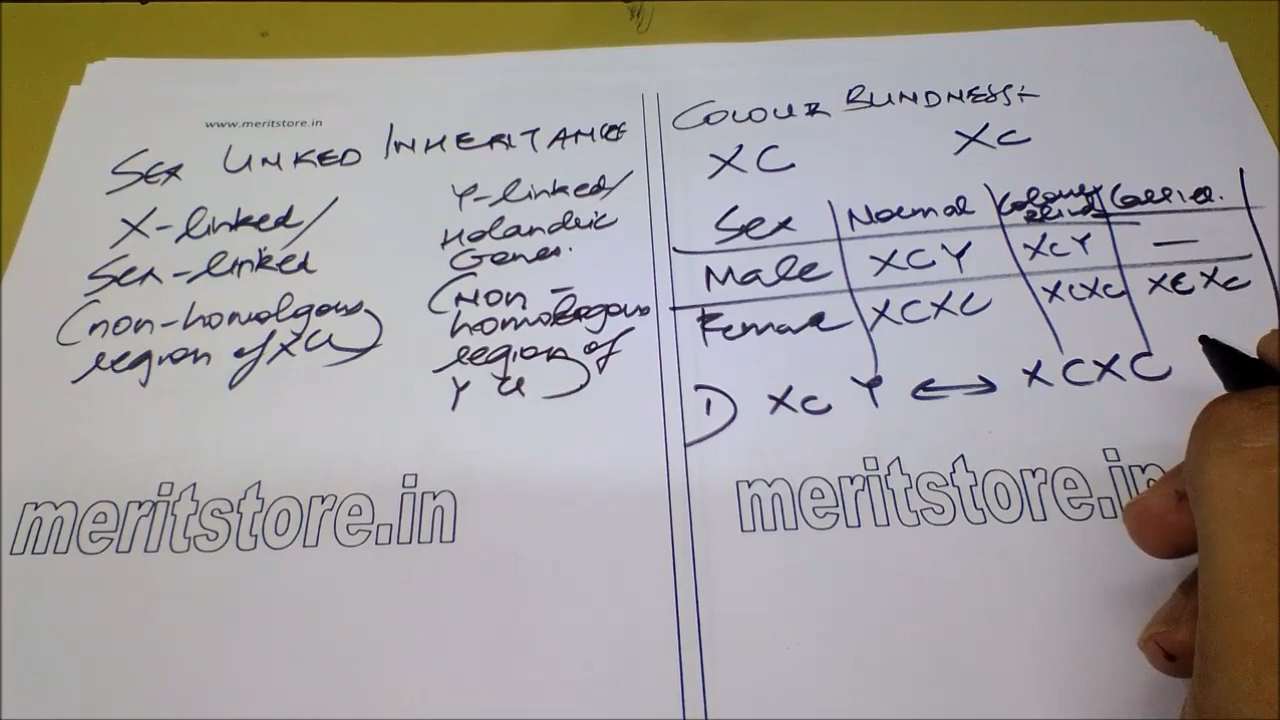 www.meritstore.in
SEX LINKED INHERITANCE
X-linked/
Sex-linked
(non-homologous
region of X
Y-linked/
Holandric
Genes.
(Non-
homologous
region of
Y
meritstore.in
COLOUR BLINDNESS
XC Xc
Sex Normal Colour Blind Carrier.
Male XCY XcY —
Female XCXC XcXc XCXc
1) XcY ↔ XCXC
meritstore.in